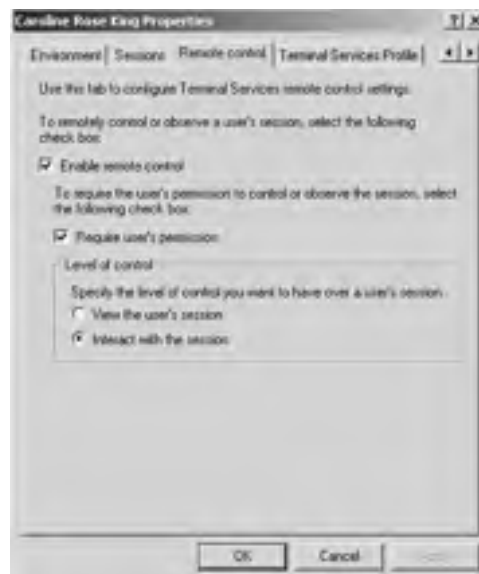 Caroline Rose King Properties
Environment Sessions Remote control Terminal Services Profile
Use this tab to configure Terminal Services remote control settings.
To remotely control or observe a user's session, select the following
check box:
Enable remote control
To require the user's permission to control or observe the session, select
the following check box:
Require user's permission
Level of control
Specify the level of control you want to have over a user's session
View the user's session
Interact with the session
OK Cancel